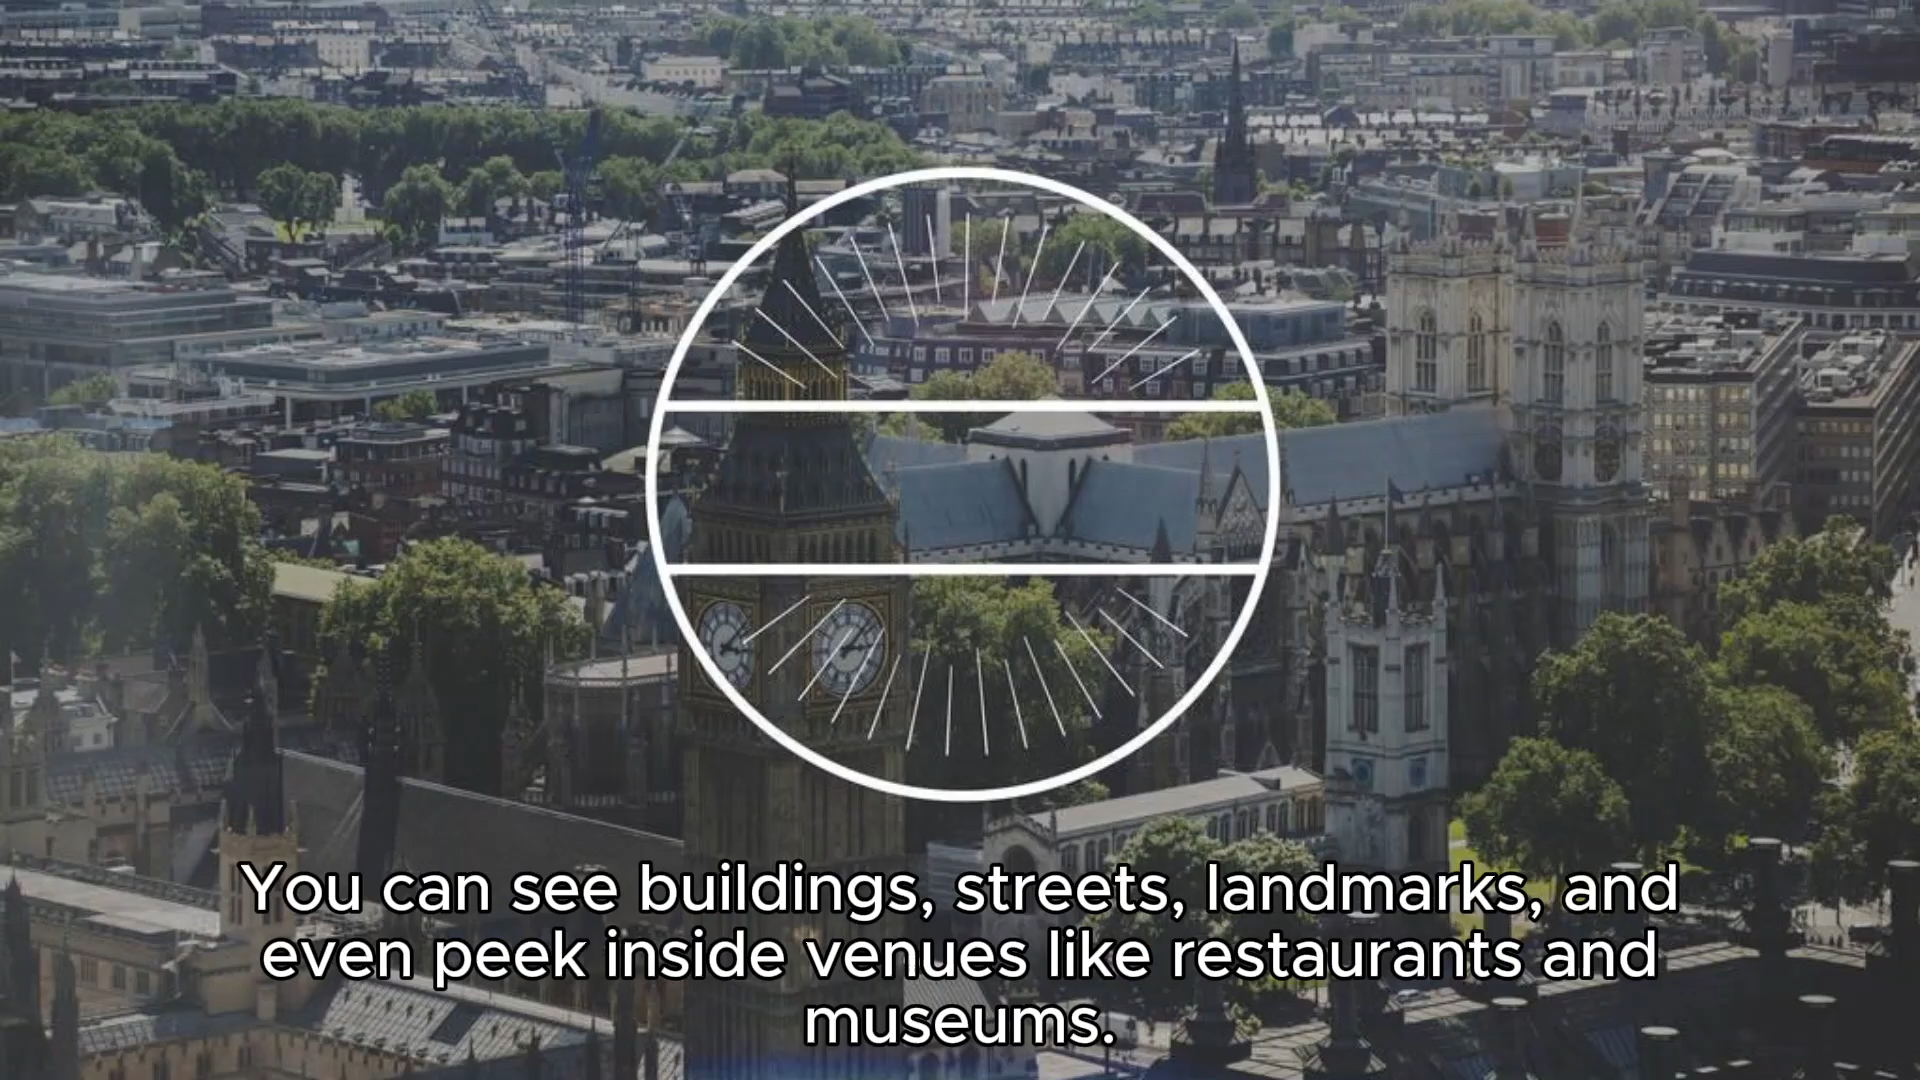 You can see buildings, streets, landmarks, and
even peek inside venues like restaurants and
museums.